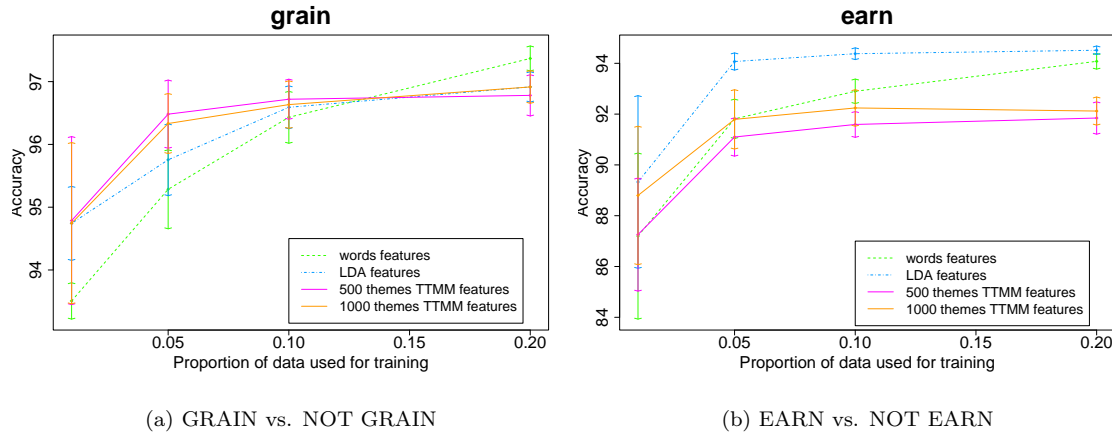 grain
Accuracy
97
96
95
94
words features
LDA features
500 themes TTMM features
1000 themes TTMM features
0.05
0.10
0.15
0.20
Proportion of data used for training
(a) GRAIN vs. NOT GRAIN
earn
Accuracy
94
92
90
88
86
84
words features
LDA features
500 themes TTMM features
1000 themes TTMM features
0.05
0.10
0.15
0.20
Proportion of data used for training
(b) EARN vs. NOT EARN